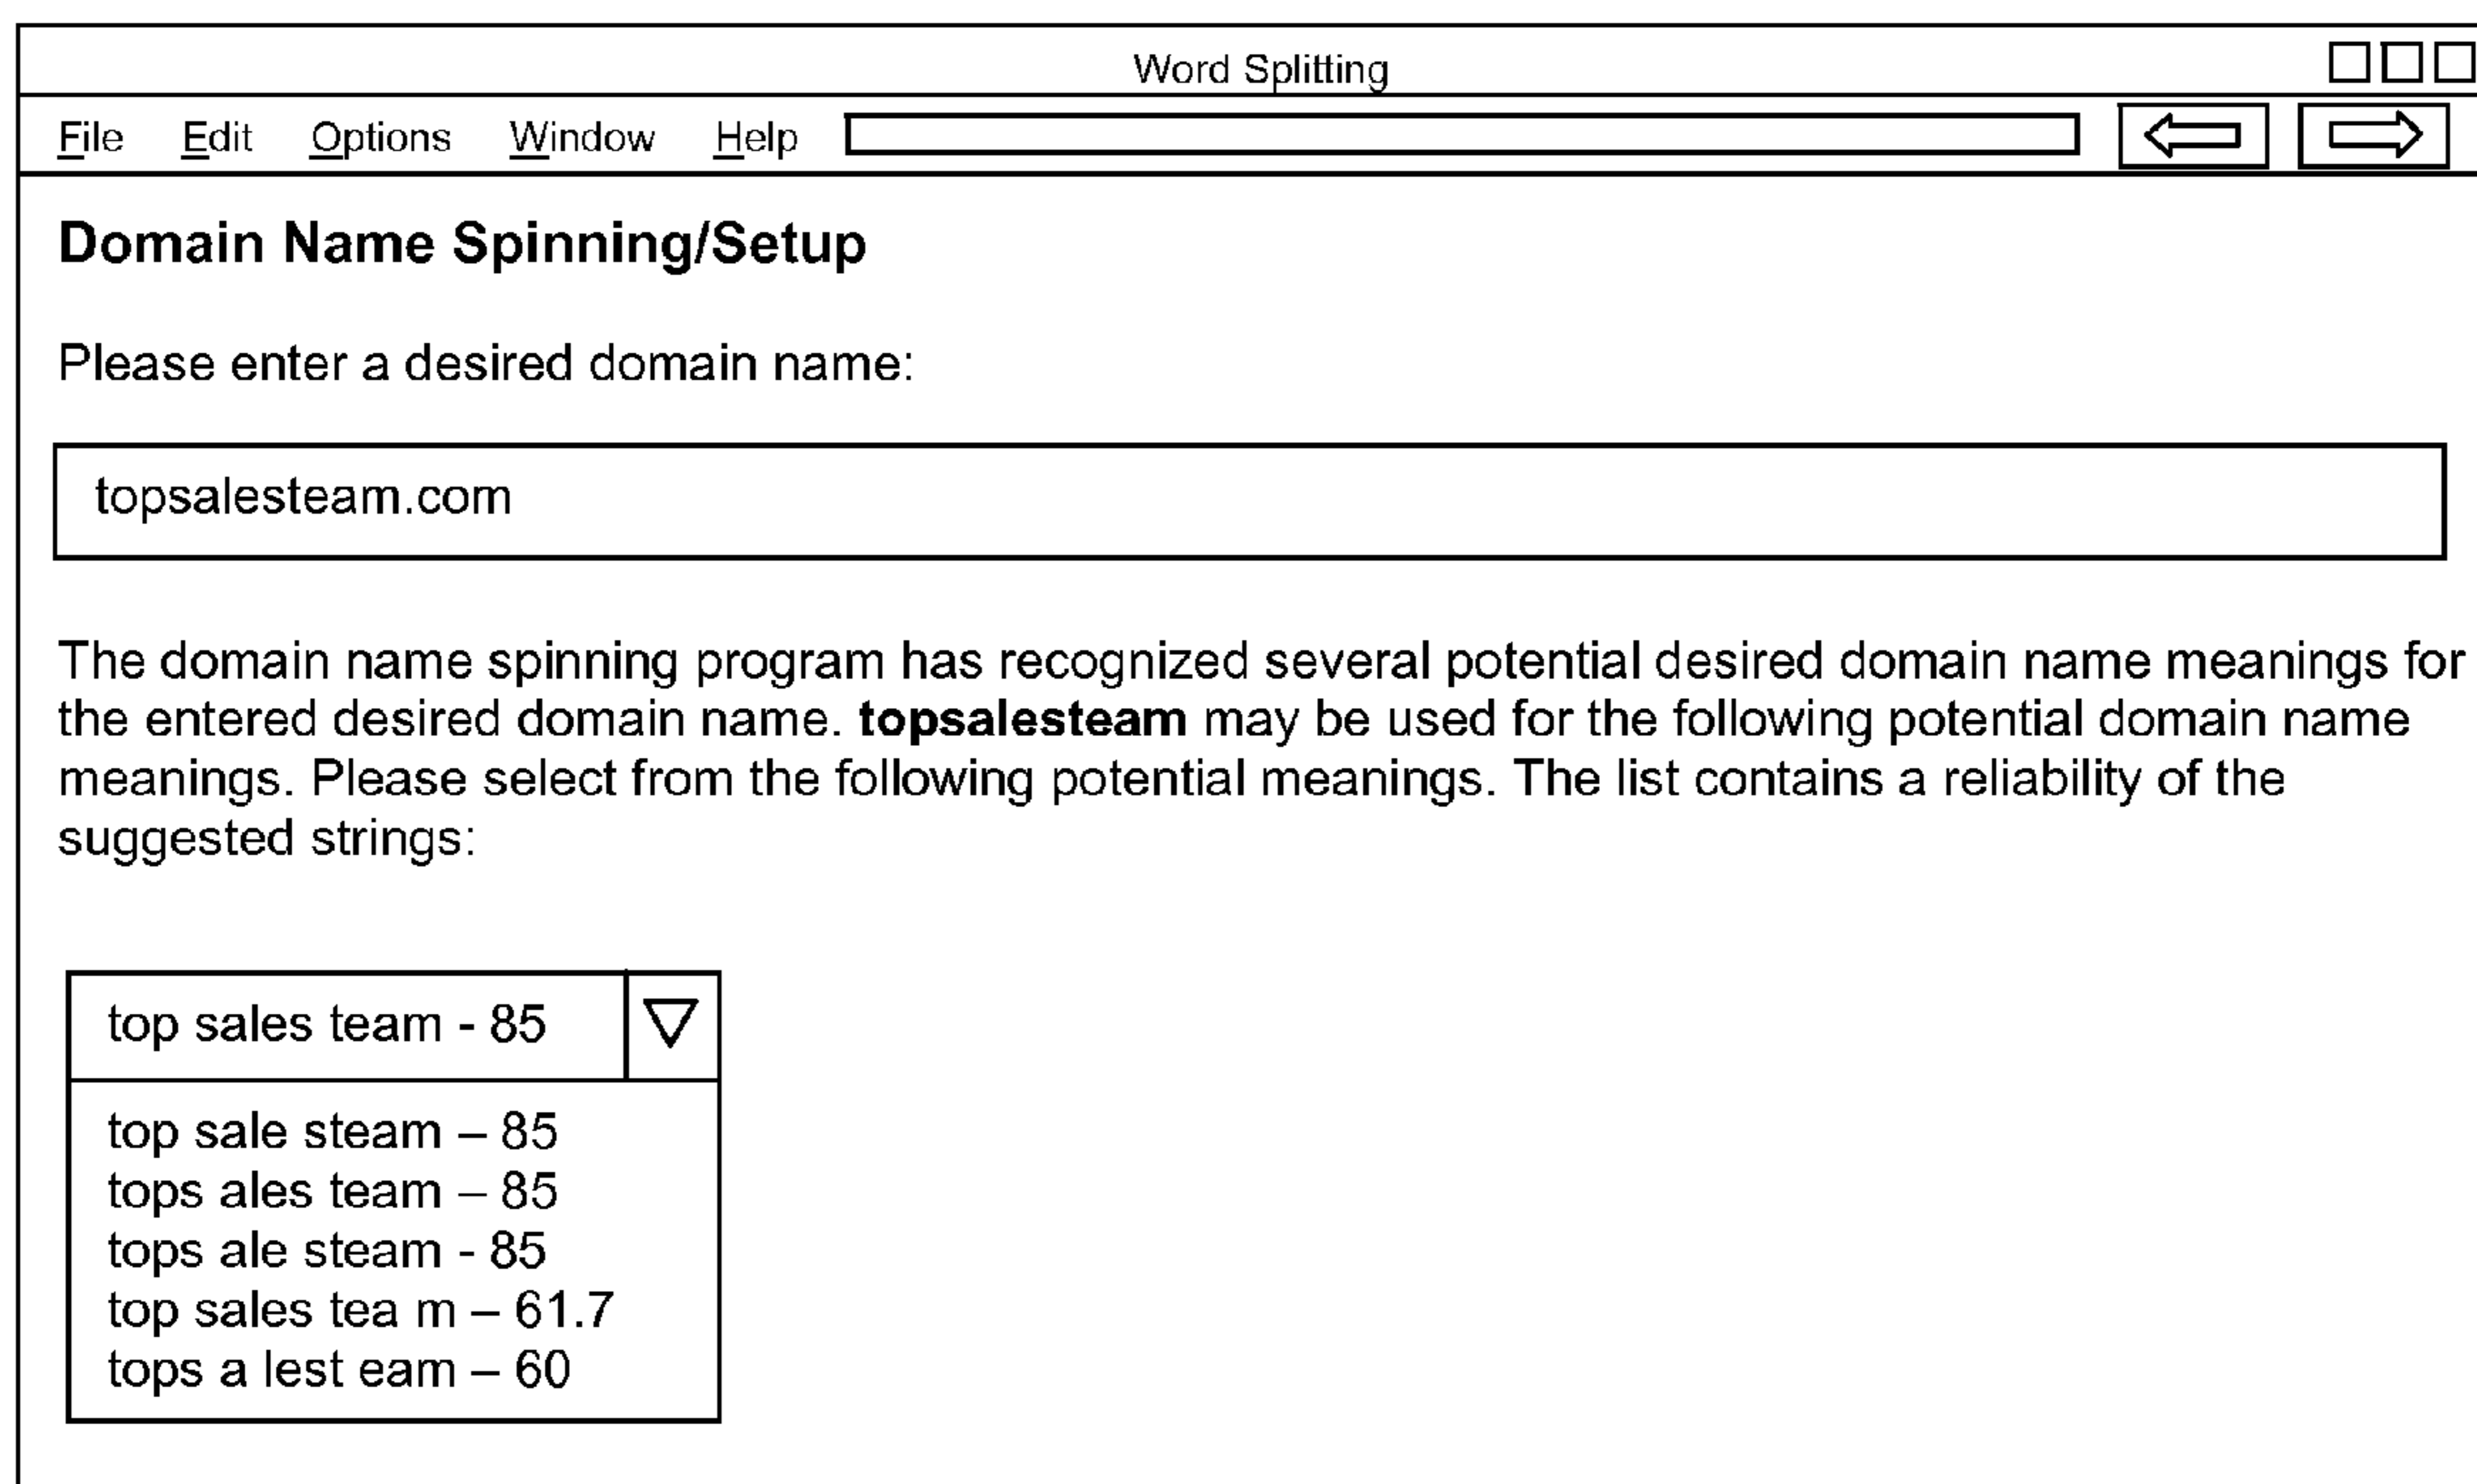 Word Splitting
File Edit Options Window Help
Domain Name Spinning/Setup
Please enter a desired domain name:
topsalesteam.com
The domain name spinning program has recognized several potential desired domain name meanings for
the entered desired domain name. topsalesteam may be used for the following potential domain name
meanings. Please select from the following potential meanings. The list contains a reliability of the
suggested strings:
top sales team - 85
top sale steam – 85
tops ales team – 85
tops ale steam - 85
top sales tea m – 61.7
tops a lest eam – 60